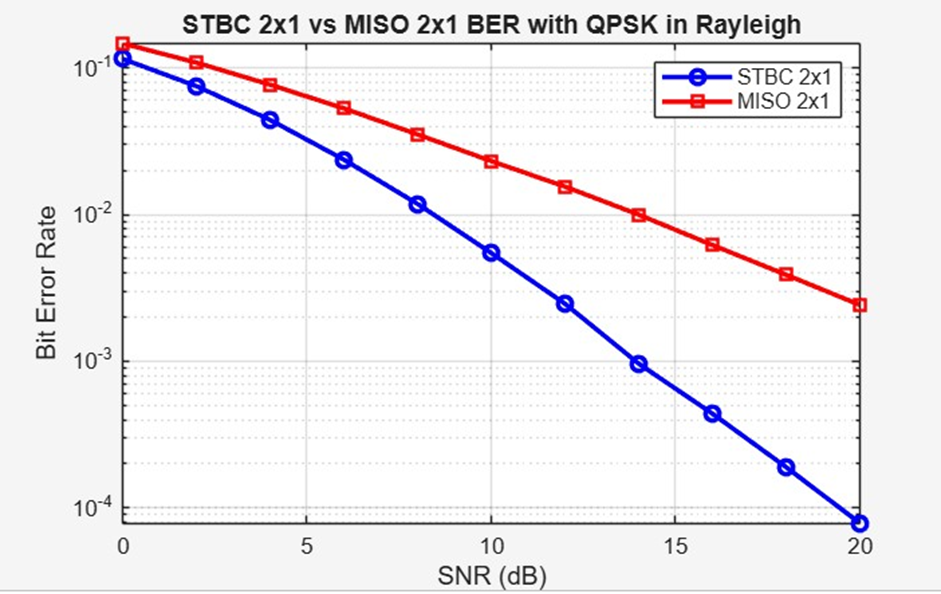 STBC 2x1 vs MISO 2x1 BER with QPSK in Rayleigh
STBC 2x1
MISO 2x1
Bit Error Rate
10-1
10-2
10-3
10-4
0 5 10 15 20
SNR (dB)